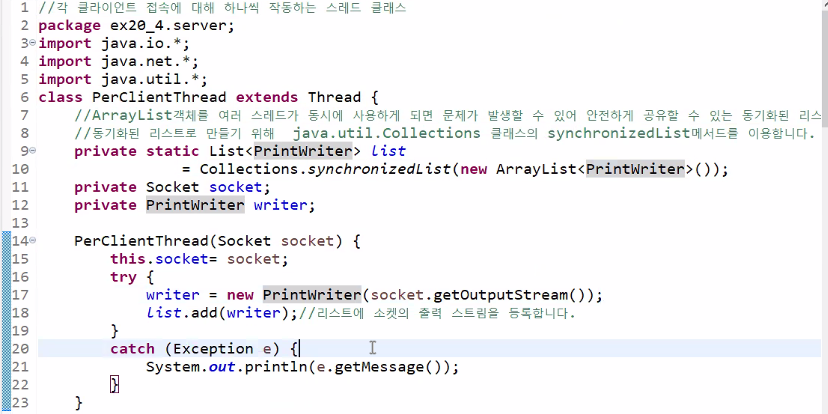 1 //각 클라이언트 접속에 대해 하나씩 작동하는 스레드 클래스
2 package ex20_4.server;
3 import java.io.*;
4 import java.net.*;
5 import java.util.*;
6 class PerClientThread extends Thread {
7 //ArrayList객체를 여러 스레드가 동시에 사용하게 되면 문제가 발생할 수 있어 안전하게 공유할 수 있는 동기화된 리스
8 //동기화된 리스트로 만들기 위해 java.util.Collections 클래스의 synchronizedList메서드를 이용합니다.
9 private static List<PrintWriter> list
10 = Collections.synchronizedList(new ArrayList<PrintWriter>());
11 private Socket socket;
12 private PrintWriter writer;
13
14 PerClientThread(Socket socket) {
15 this.socket= socket;
16 try {
17 writer = new PrintWriter(socket.getOutputStream());
18 list.add(writer);//리스트에 소켓의 출력 스트림을 등록합니다.
19 }
20 catch (Exception e) {
21 System.out.println(e.getMessage());
22 }
23 }